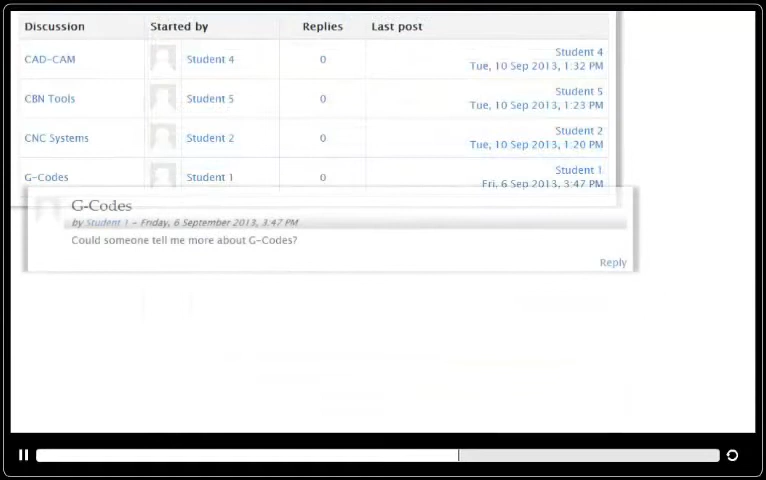 Discussion Started by Replies Last post
CAD-CAM Student 4 0 Student 4
Tue, 10 Sep 2013, 1:32 PM
CBN Tools Student 5 0 Student 5
Tue, 10 Sep 2013, 1:23 PM
CNC Systems Student 2 0 Student 2
Tue, 10 Sep 2013, 1:20 PM
G-Codes Student 1 0 Student 1
Fri, 6 Sep 2013, 3:47 PM
G-Codes
by Student 1 - Friday, 6 September 2013, 3:47 PM
Could someone tell me more about G-Codes?
Reply